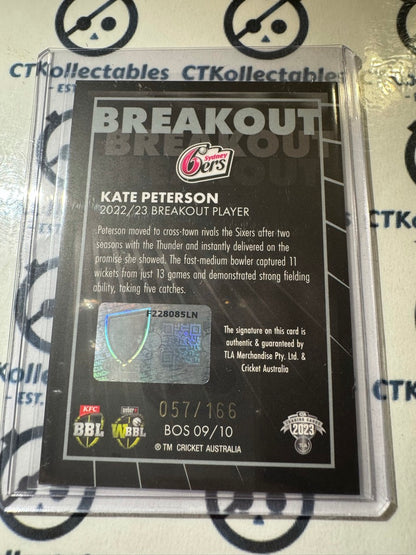 CTKollectables
CTKollectables
EST.
BREAKOUT
BREAKOUT
Sydney
6ers
KATE PETERSON
2022/23 BREAKOUT PLAYER
Peterson moved to cross-town rivals the Sixers after two
seasons with the Thunder and instantly delivered on the
promise she showed. The fast-medium bowler captured 11
wickets from just 13 games and demonstrated strong fielding
ability, taking five catches.
F228085LN
The signature on this card is
authentic & guaranteed by
TLA Merchandise Pty. Ltd. &
Cricket Australia
057/166
KFC
BBL
WBBL
BOS 09/10
2023
TLA
® TM CRICKET AUSTRALIA